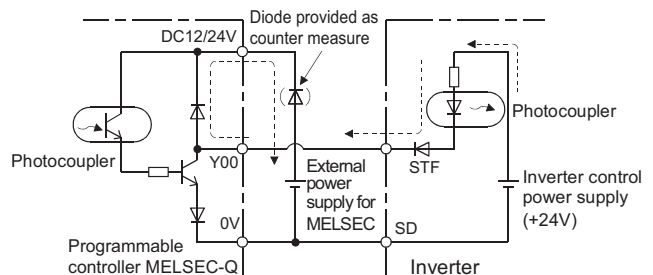 Diode provided as
counter measure
DC12/24V
Photocoupler
Photocoupler
Y00
STF
External
power
supply for
MELSEC
Inverter control
power supply
(+24V)
0V
SD
Programmable
controller MELSEC-Q
Inverter